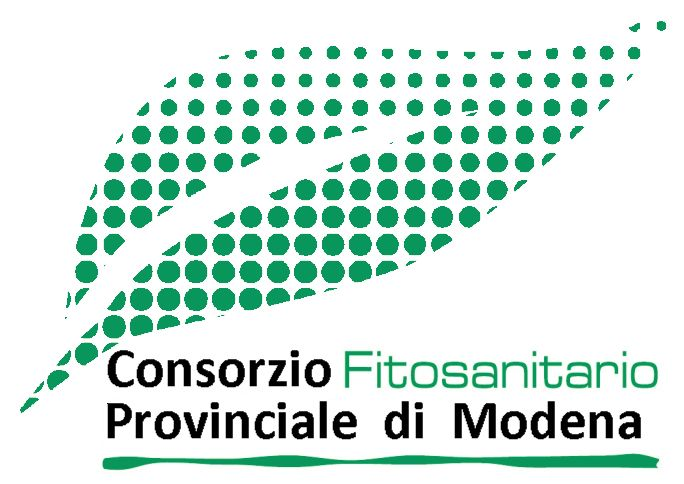 Consorzio Fitosanitario
Provinciale di Modena